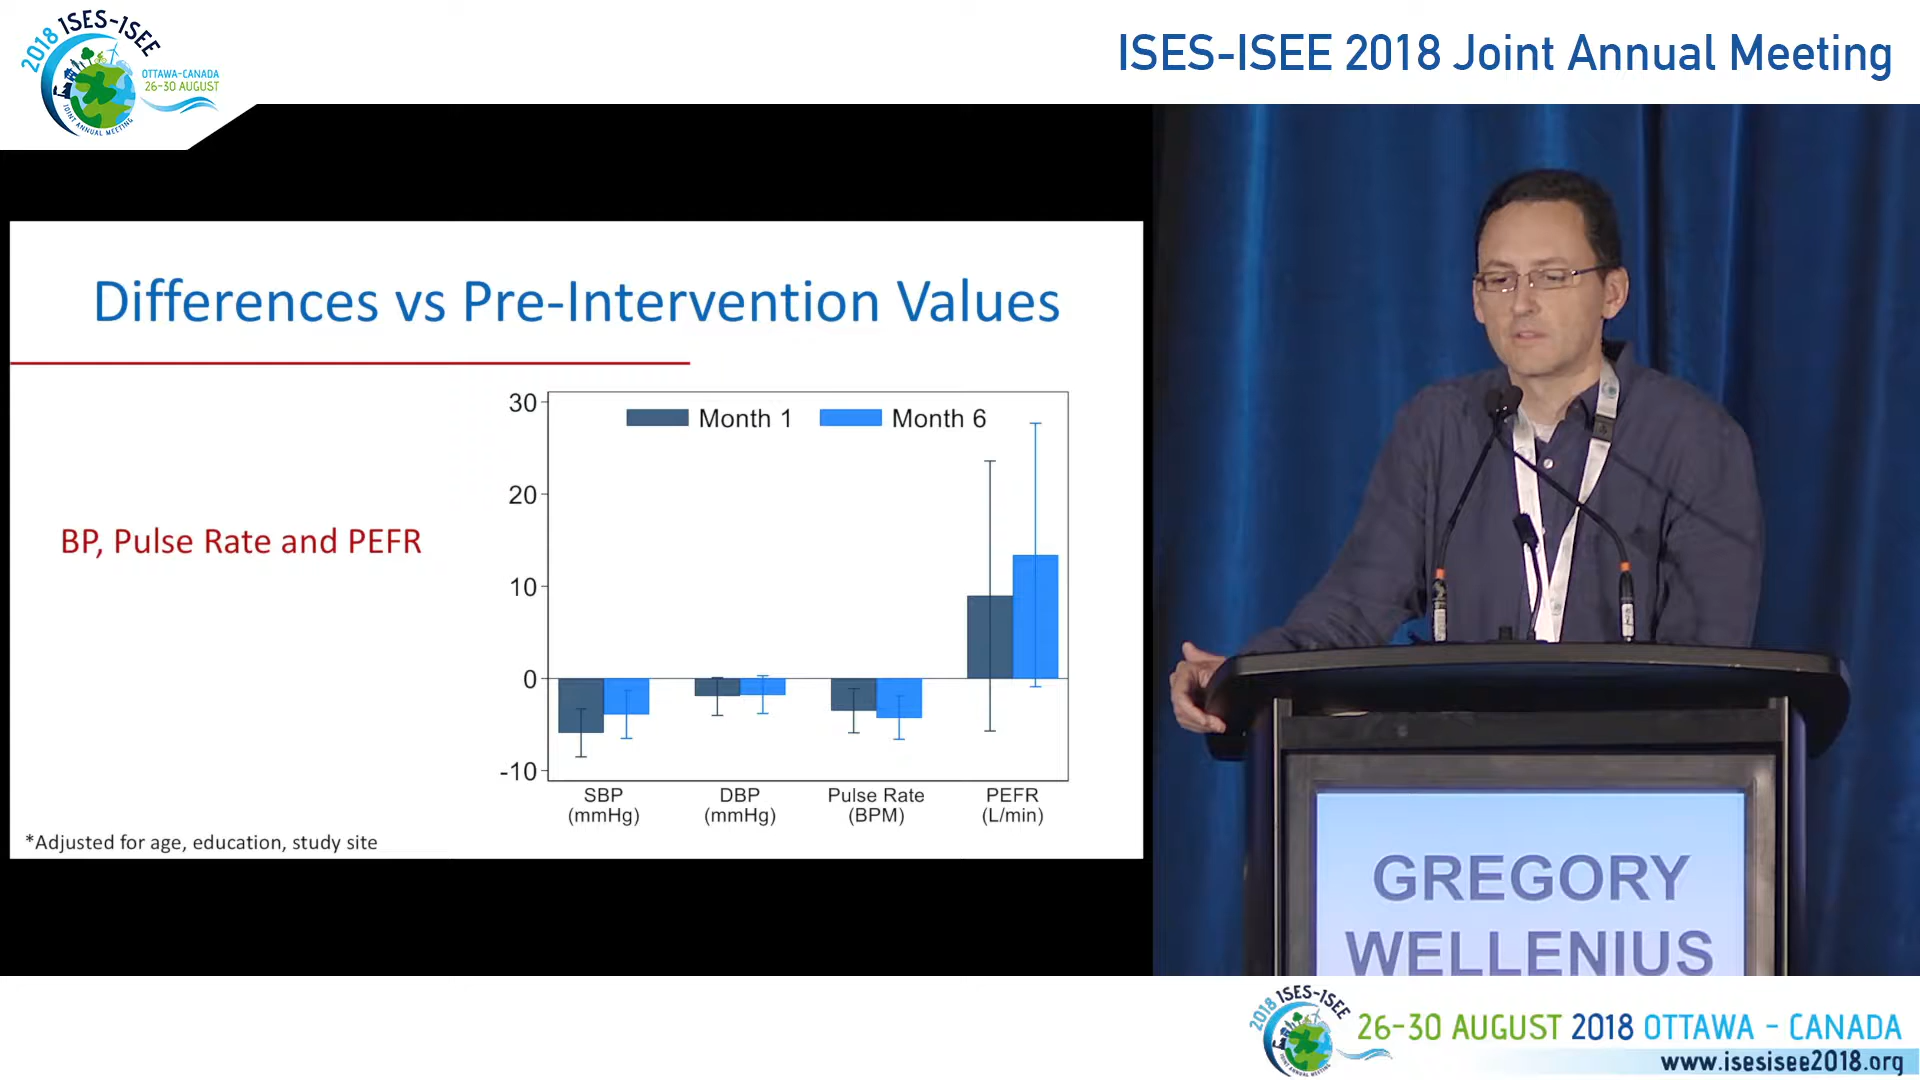 2018 ISES-ISEE
OTTAWA-CANADA
26-30 AUGUST
JOINT ANNUAL MEETING
ISES-ISEE 2018 Joint Annual Meeting
Differences vs Pre-Intervention Values
BP, Pulse Rate and PEFR
30
20
10
0
-10
Month 1
Month 6
SBP
(mmHg)
DBP
(mmHg)
Pulse Rate
(BPM)
PEFR
(L/min)
*Adjusted for age, education, study site
GREGORY
WELLENIUS
2018 ISES-ISEE
JOINT ANNUAL MEETING
26-30 AUGUST 2018 OTTAWA - CANADA
www.isesisee2018.org